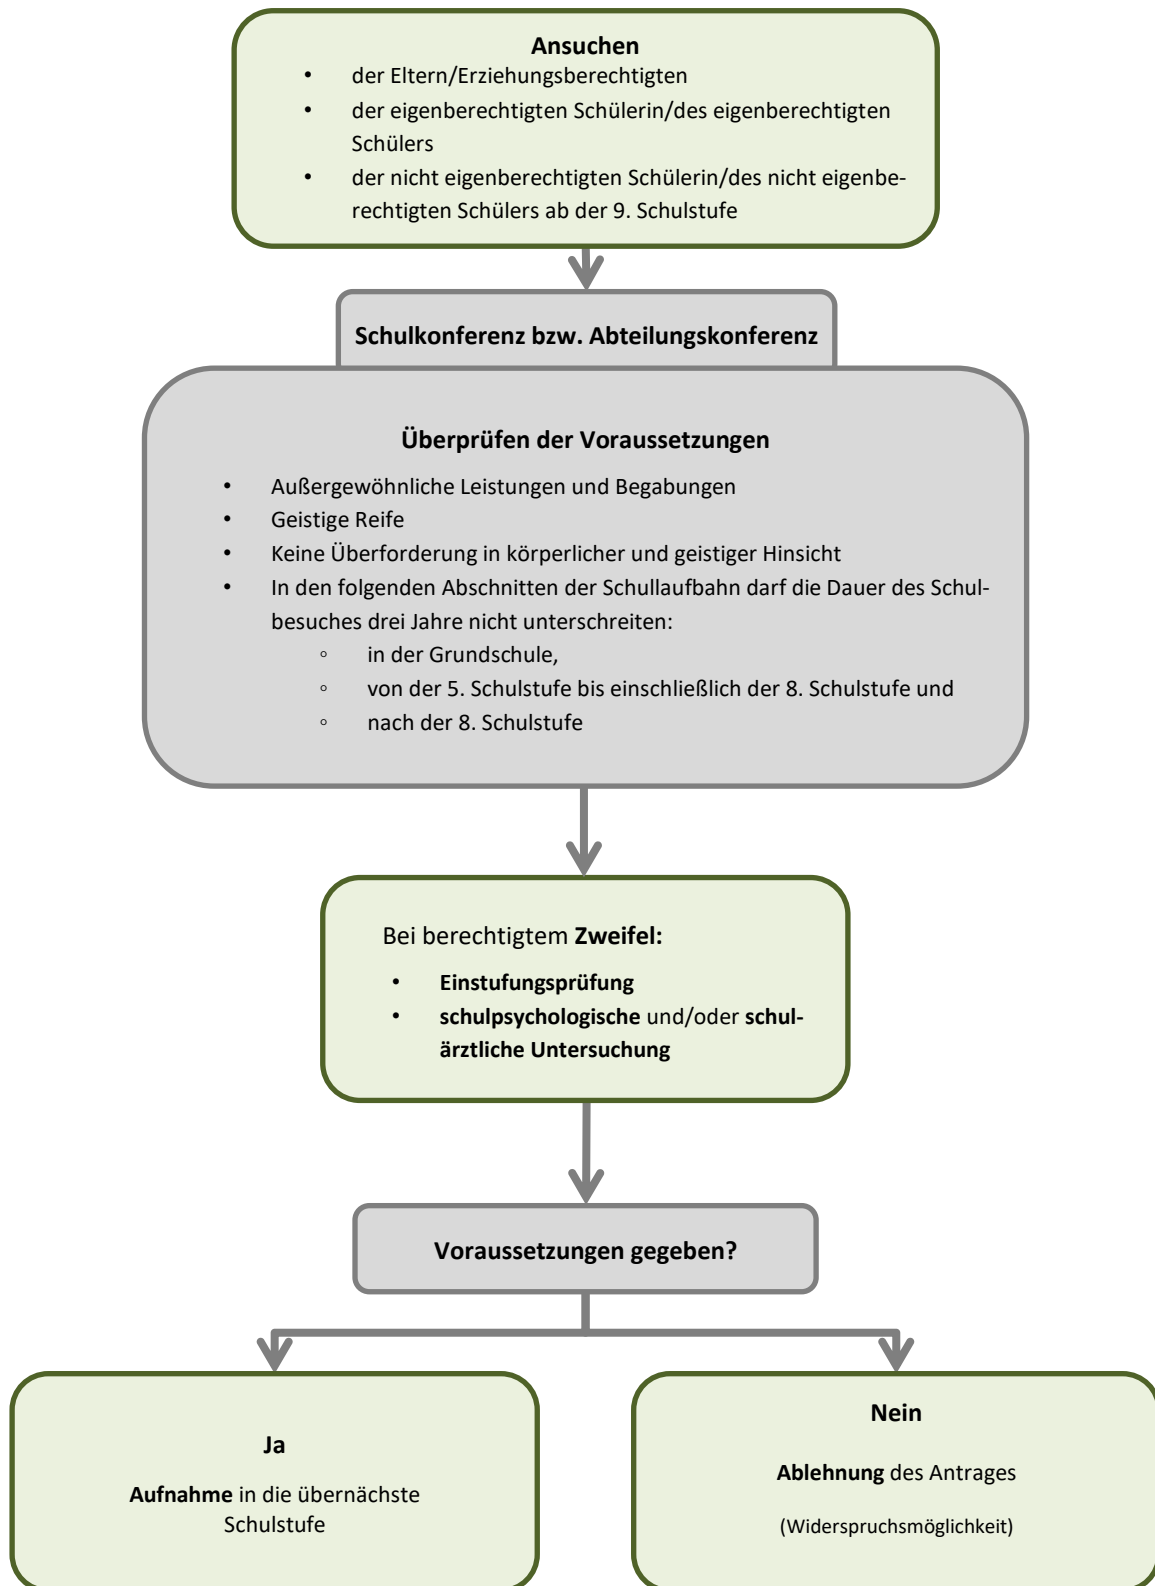 Ansuchen
• der Eltern/Erziehungsberechtigten
• der eigenberechtigten Schülerin/des eigenberechtigten
Schülers
• der nicht eigenberechtigten Schülerin/des nicht eigenbe-
rechtigten Schülers ab der 9. Schulstufe
Schulkonferenz bzw. Abteilungskonferenz
Überprüfen der Voraussetzungen
• Außergewöhnliche Leistungen und Begabungen
• Geistige Reife
• Keine Überforderung in körperlicher und geistiger Hinsicht
• In den folgenden Abschnitten der Schullaufbahn darf die Dauer des Schul-
besuches drei Jahre nicht unterschreiten:
◦ in der Grundschule,
◦ von der 5. Schulstufe bis einschließlich der 8. Schulstufe und
◦ nach der 8. Schulstufe
Bei berechtigtem Zweifel:
• Einstufungsprüfung
• schulpsychologische und/oder schul-
ärztliche Untersuchung
Voraussetzungen gegeben?
Ja
Aufnahme in die übernächste
Schulstufe
Nein
Ablehnung des Antrages
(Widerspruchsmöglichkeit)